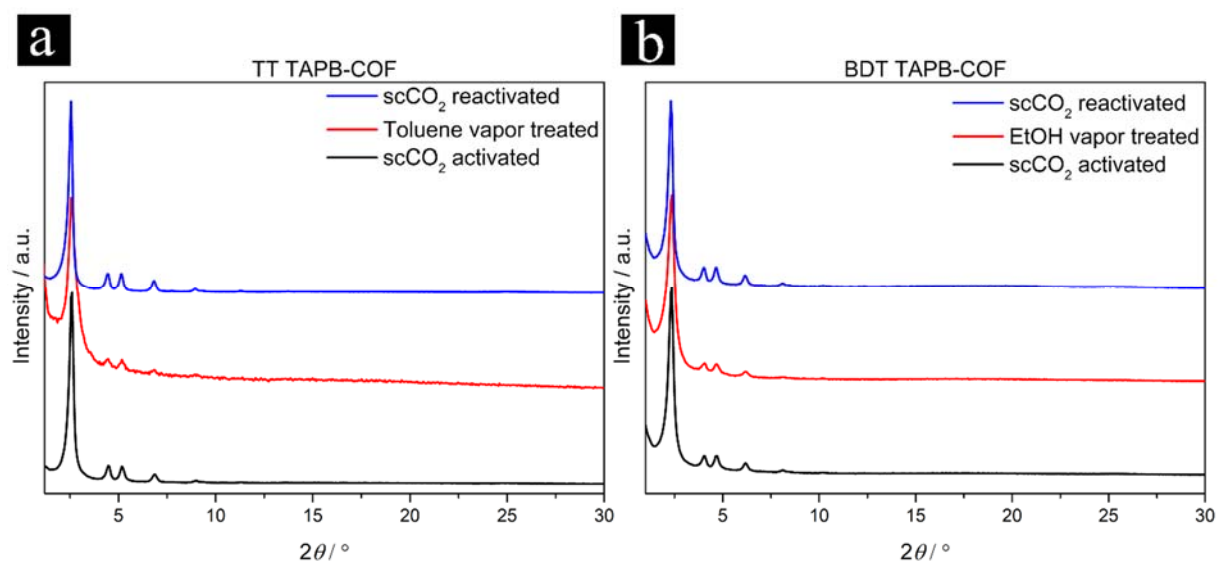 a
TT TAPB-COF
scCO₂ reactivated
Toluene vapor treated
scCO₂ activated
Intensity / a.u.
5 10 15 20 25 30
2θ / °
b
BDT TAPB-COF
scCO₂ reactivated
EtOH vapor treated
scCO₂ activated
Intensity / a.u.
5 10 15 20 25 30
2θ / °